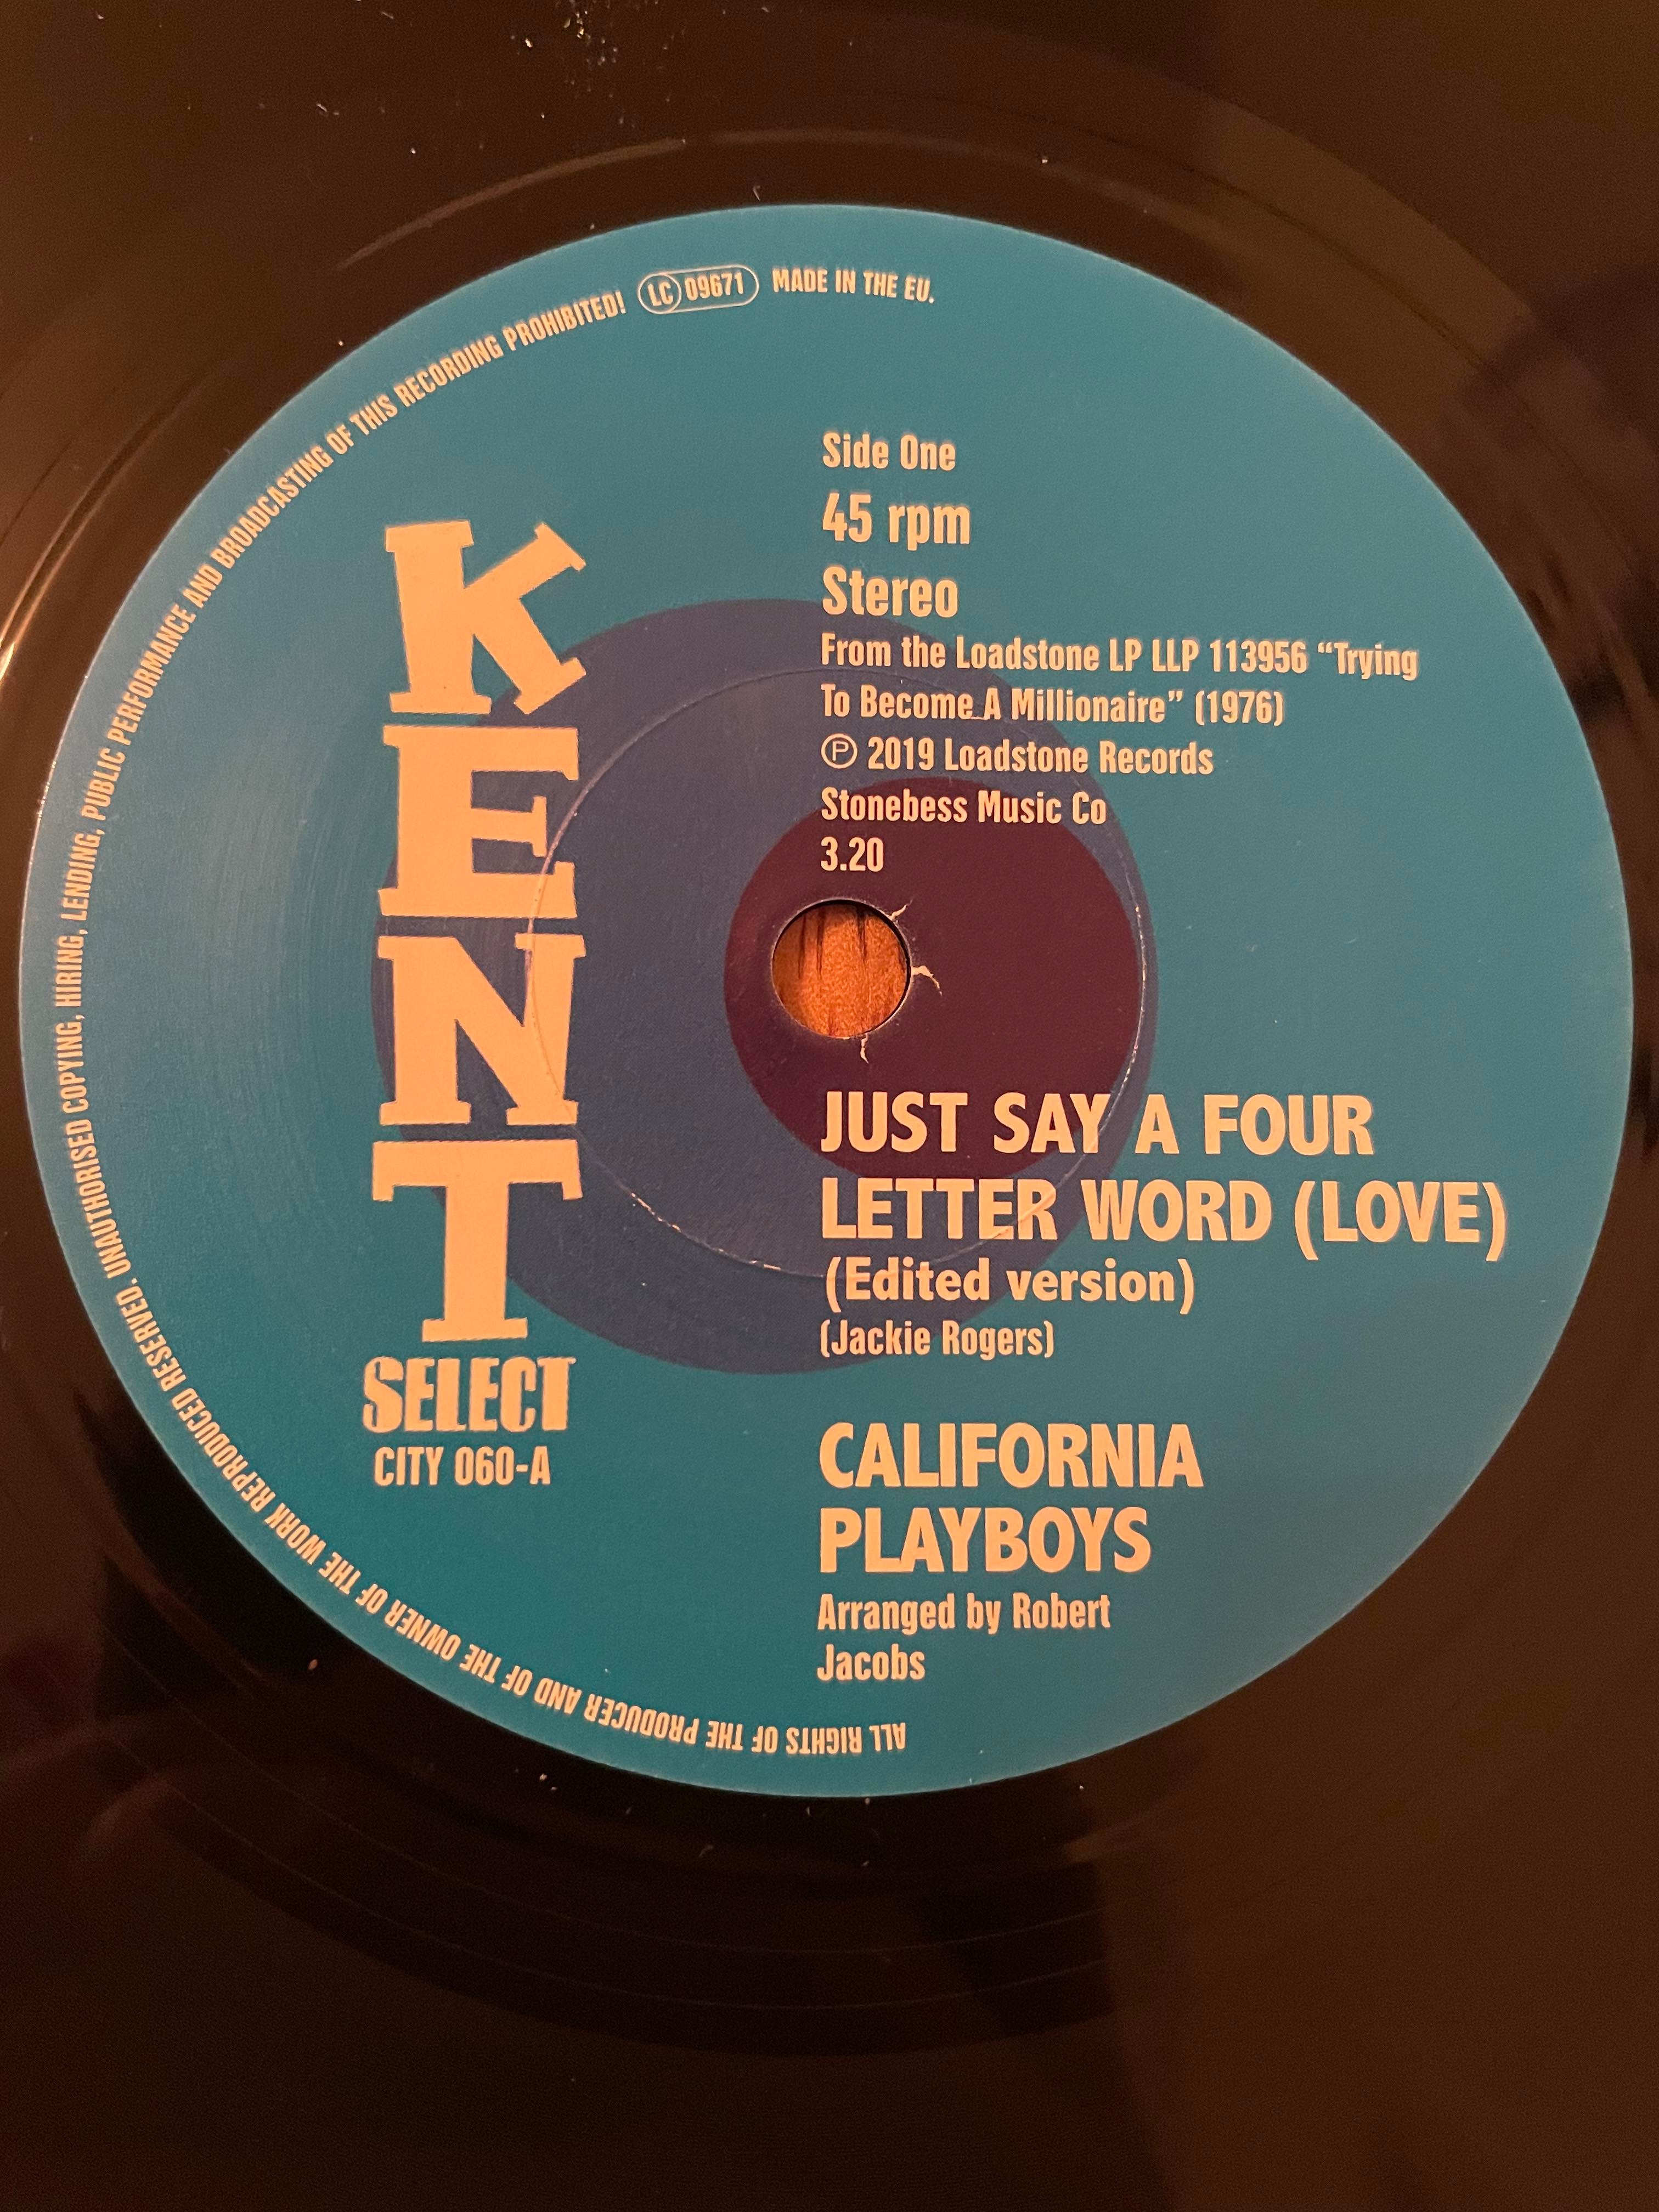 ALL RIGHTS OF THE PRODUCER AND OF THE OWNER OF THE WORK REPRODUCED RESERVED. UNAUTHORISED COPYING, HIRING, LENDING, PUBLIC PERFORMANCE AND BROADCASTING OF THIS RECORDING PROHIBITED! LC 09671 MADE IN THE EU.
KENT
SELECT
CITY 060-A
Side One
45 rpm
Stereo
From the Loadstone LP LLP 113956 “Trying
To Become A Millionaire” (1976)
℗ 2019 Loadstone Records
Stonebess Music Co
3.20
JUST SAY A FOUR
LETTER WORD (LOVE)
(Edited version)
(Jackie Rogers)
CALIFORNIA
PLAYBOYS
Arranged by Robert
Jacobs